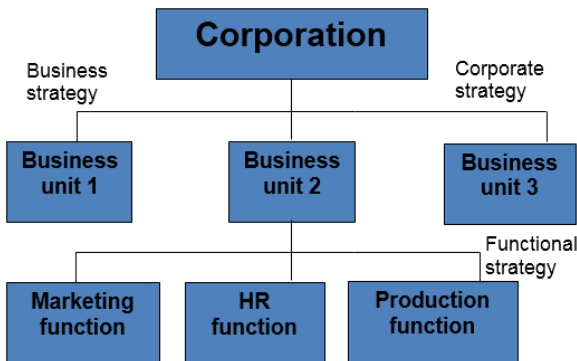 Corporation
Business
strategy
Corporate
strategy
Business
unit 1
Business
unit 2
Business
unit 3
Functional
strategy
Marketing
function
HR
function
Production
function